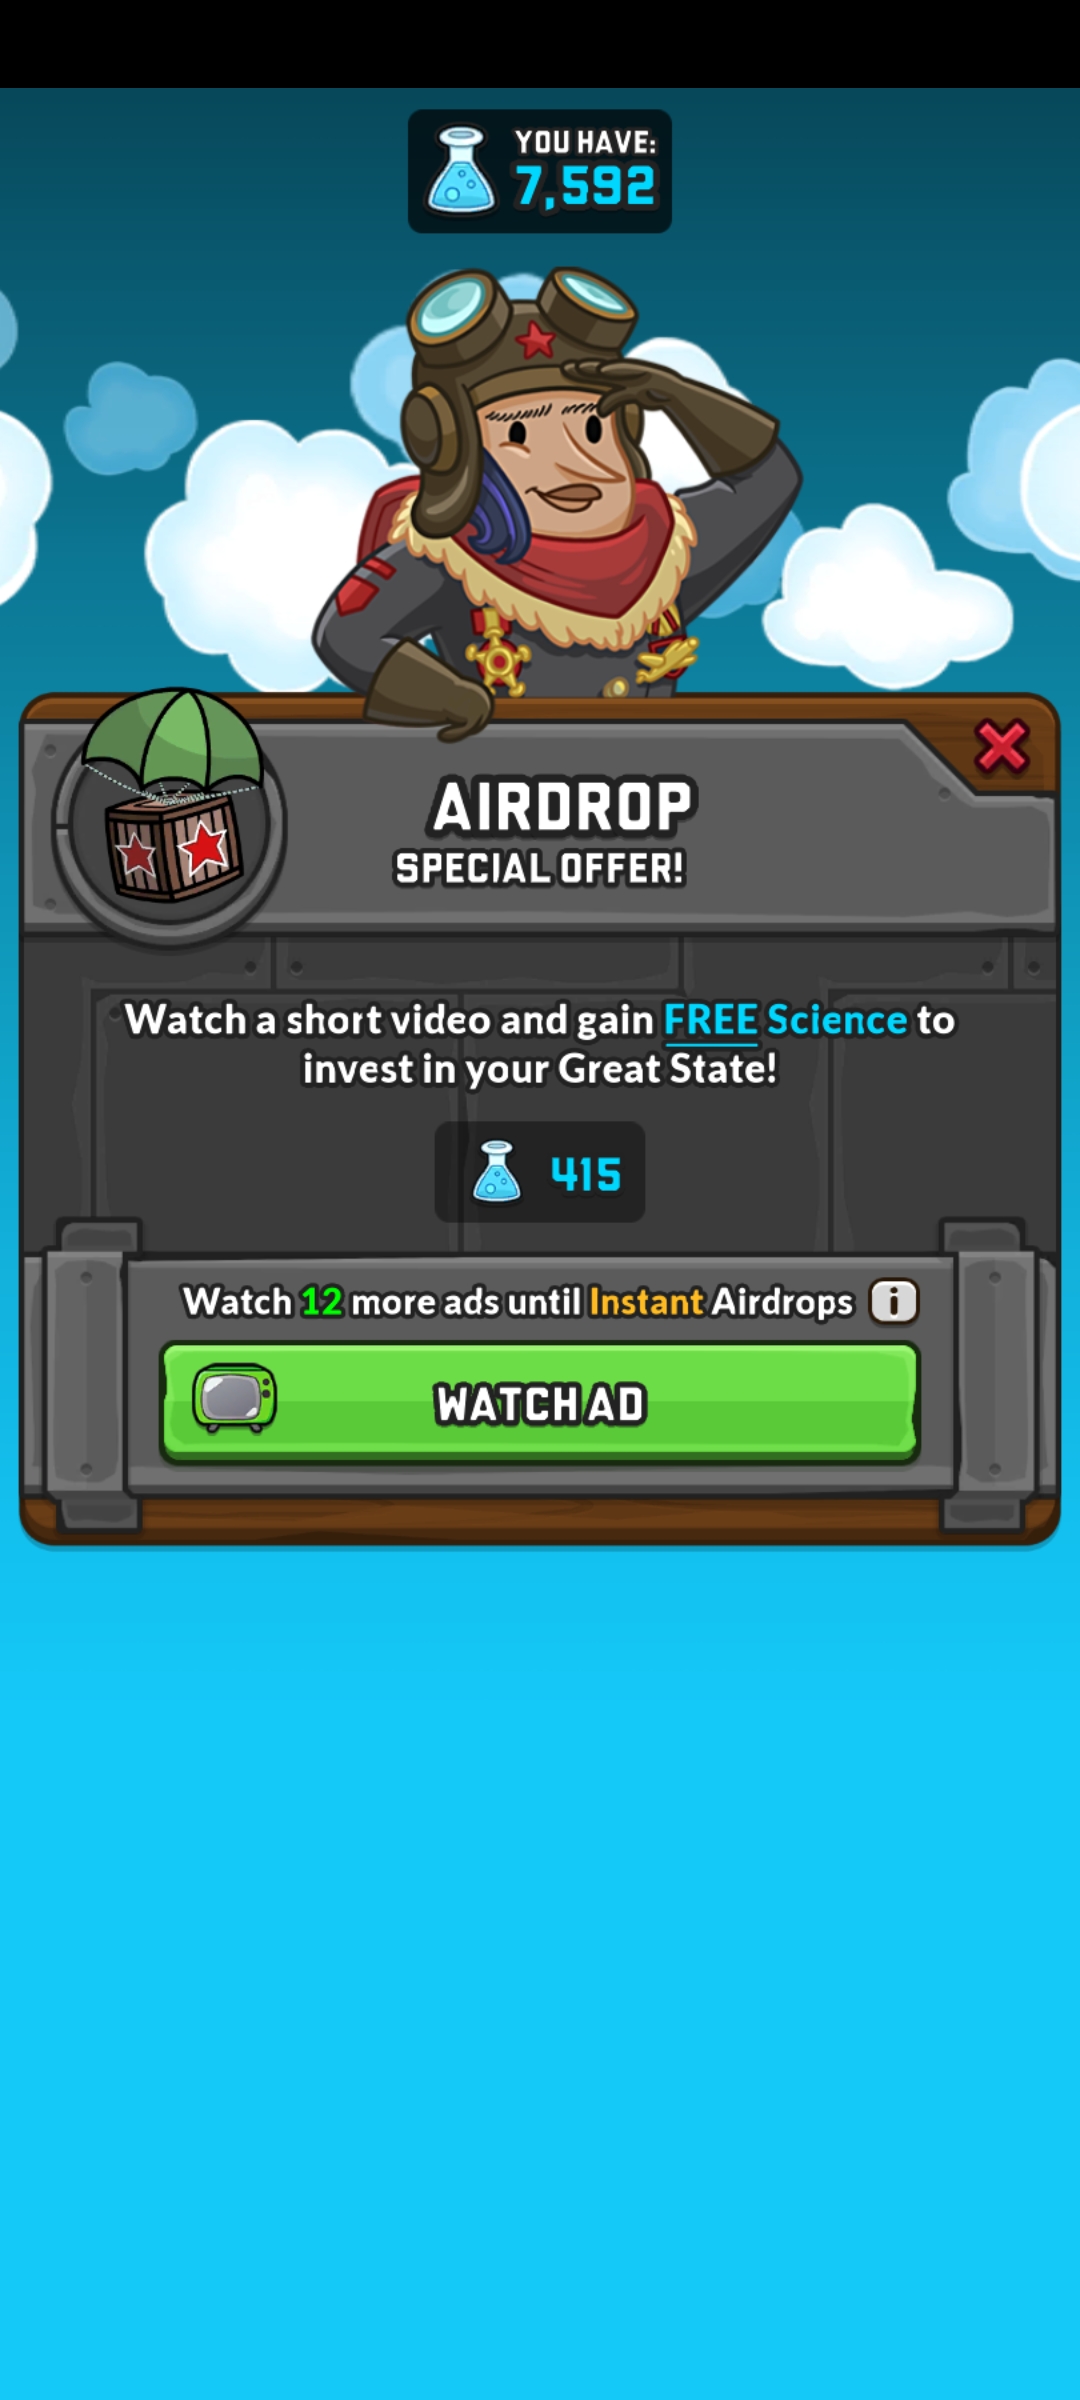 YOU HAVE:
7,592
AIRDROP
SPECIAL OFFER!
Watch a short video and gain FREE Science to
invest in your Great State!
415
Watch 12 more ads until Instant Airdrops i
WATCH AD